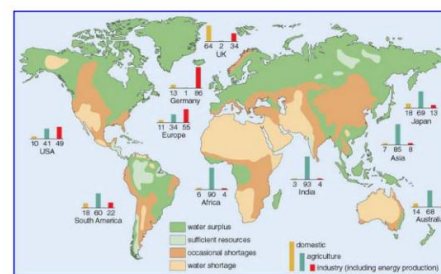 64 2 34
UK
13 1 86
Germany
11 34 55
Europe
10 41 49
USA
18 69 13
Japan
7 85 8
Asia
3 93 4
India
6 90 4
Africa
18 60 22
South America
14 68
Australi
water surplus
sufficient resources
occasional shortages
water shortage
domestic
agriculture
industry (including energy production)